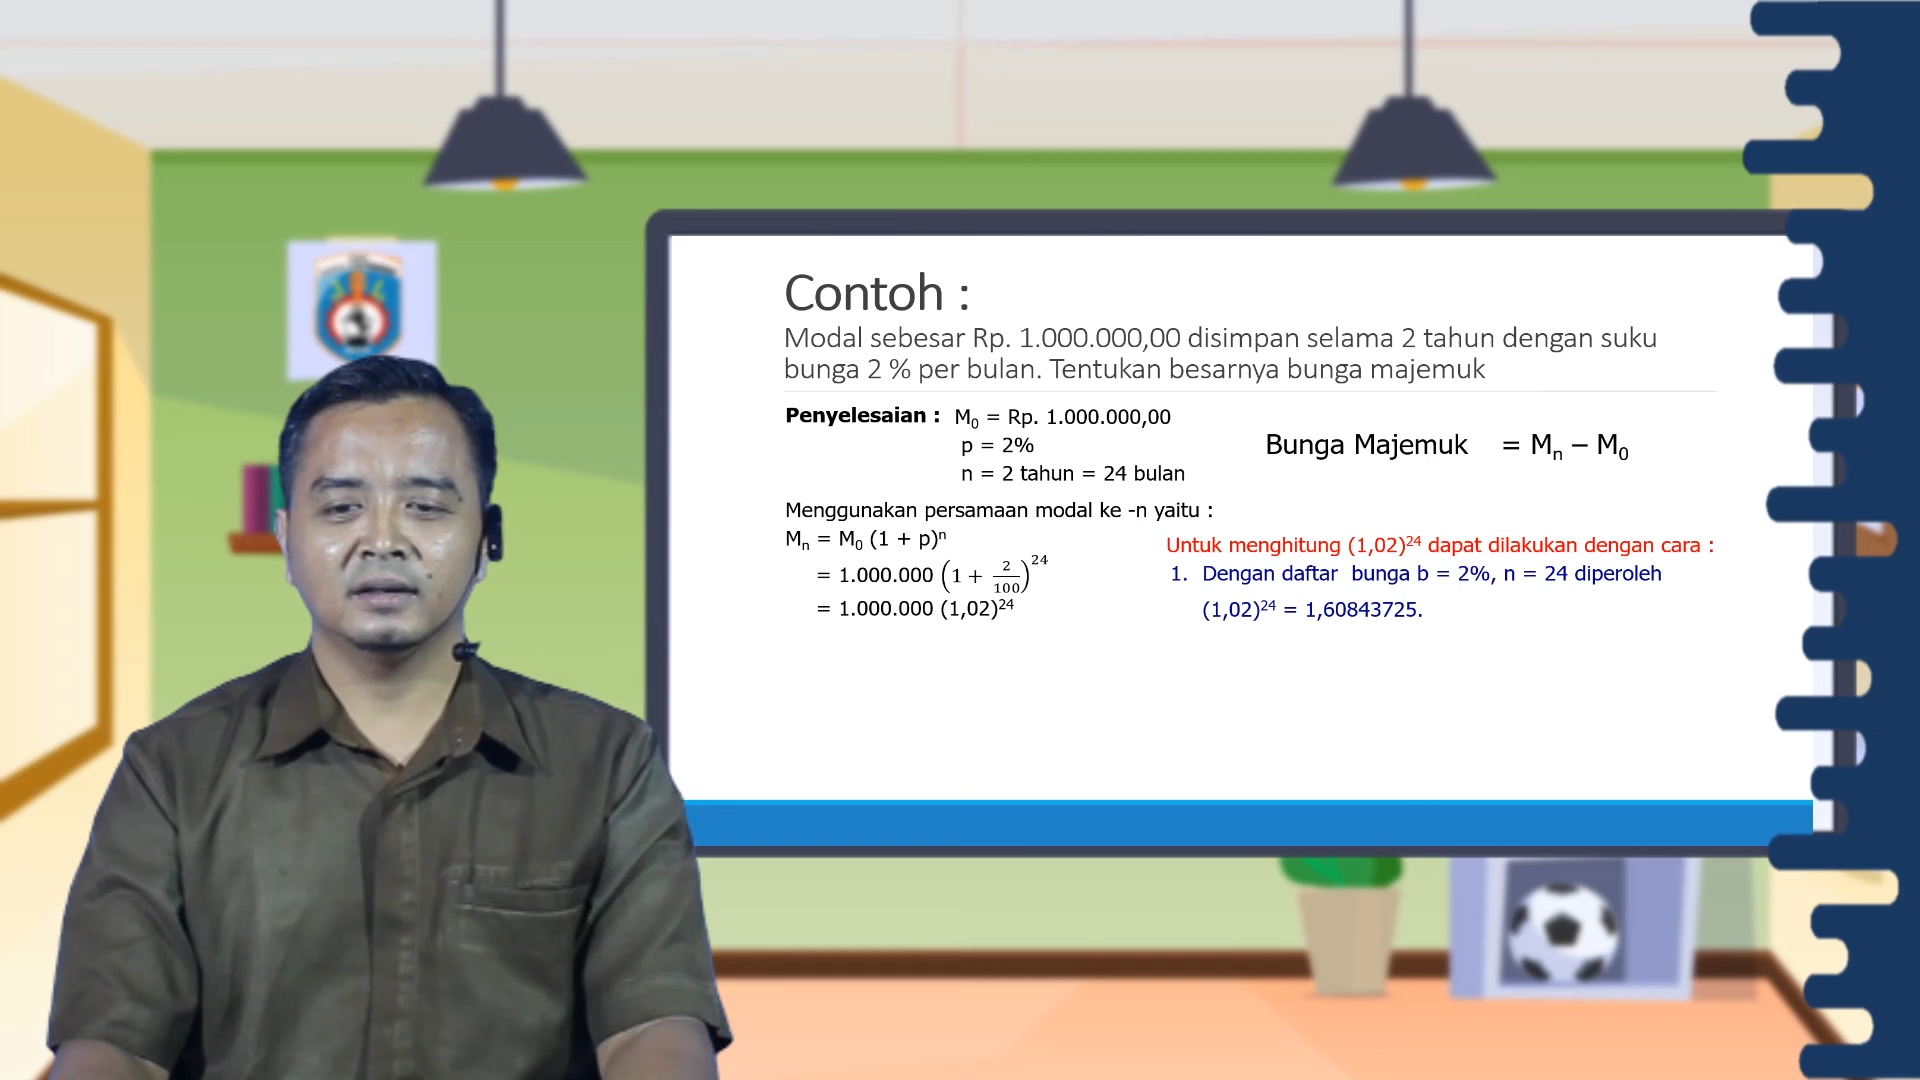 Contoh :
Modal sebesar Rp. 1.000.000,00 disimpan selama 2 tahun dengan suku
bunga 2 % per bulan. Tentukan besarnya bunga majemuk
Penyelesaian : M₀ = Rp. 1.000.000,00
p = 2%
n = 2 tahun = 24 bulan
Bunga Majemuk = Mₙ – M₀
Menggunakan persamaan modal ke -n yaitu :
Mₙ = M₀ (1 + p)ⁿ
= 1.000.000 (1 + 2/100)²⁴
= 1.000.000 (1,02)²⁴
Untuk menghitung (1,02)²⁴ dapat dilakukan dengan cara :
1. Dengan daftar bunga b = 2%, n = 24 diperoleh
(1,02)²⁴ = 1,60843725.